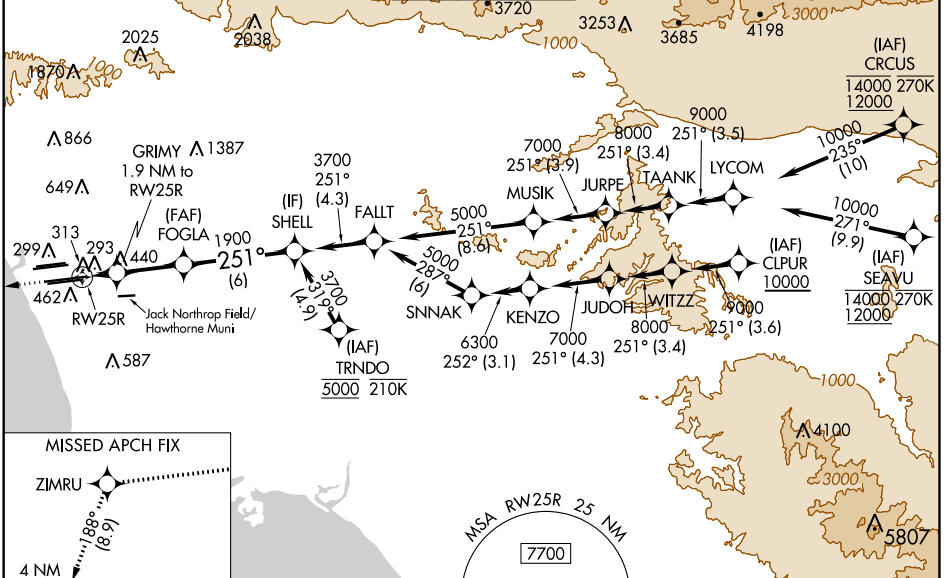 3720
2025
2038
3253
3685
4198
3000
1000
1870
1000
(IAF)
CRCUS
14000 270K
12000
866
1387
GRIMY
1.9 NM to
RW25R
649
3700
251°
(4.3)
7000
251° (3.9)
8000
251° (3.4)
9000
251° (3.5)
10000
235°
(10)
LYCOM
TAANK
JURPE
MUSIK
(IF)
SHELL
FALLT
(FAF)
FOGLA
1900
251°
(6)
5000
251°
(8.6)
10000
271°
(9.9)
313
299
293
440
462
RW25R
Jack Northrop Field/
Hawthorne Muni
5000
287°
(6)
3700
319°
(4.9)
(IAF)
CLPUR
10000
(IAF)
SEAVU
14000 270K
12000
SNNAK
KENZO
JUDOH
WITZZ
6300
252° (3.1)
7000
251° (4.3)
8000
251° (3.4)
9000
251° (3.6)
(IAF)
TRNDO
5000 210K
587
1000
4100
3000
5807
MISSED APCH FIX
ZIMRU
188°
(8.9)
4 NM
MSA RW25R 25 NM
7700